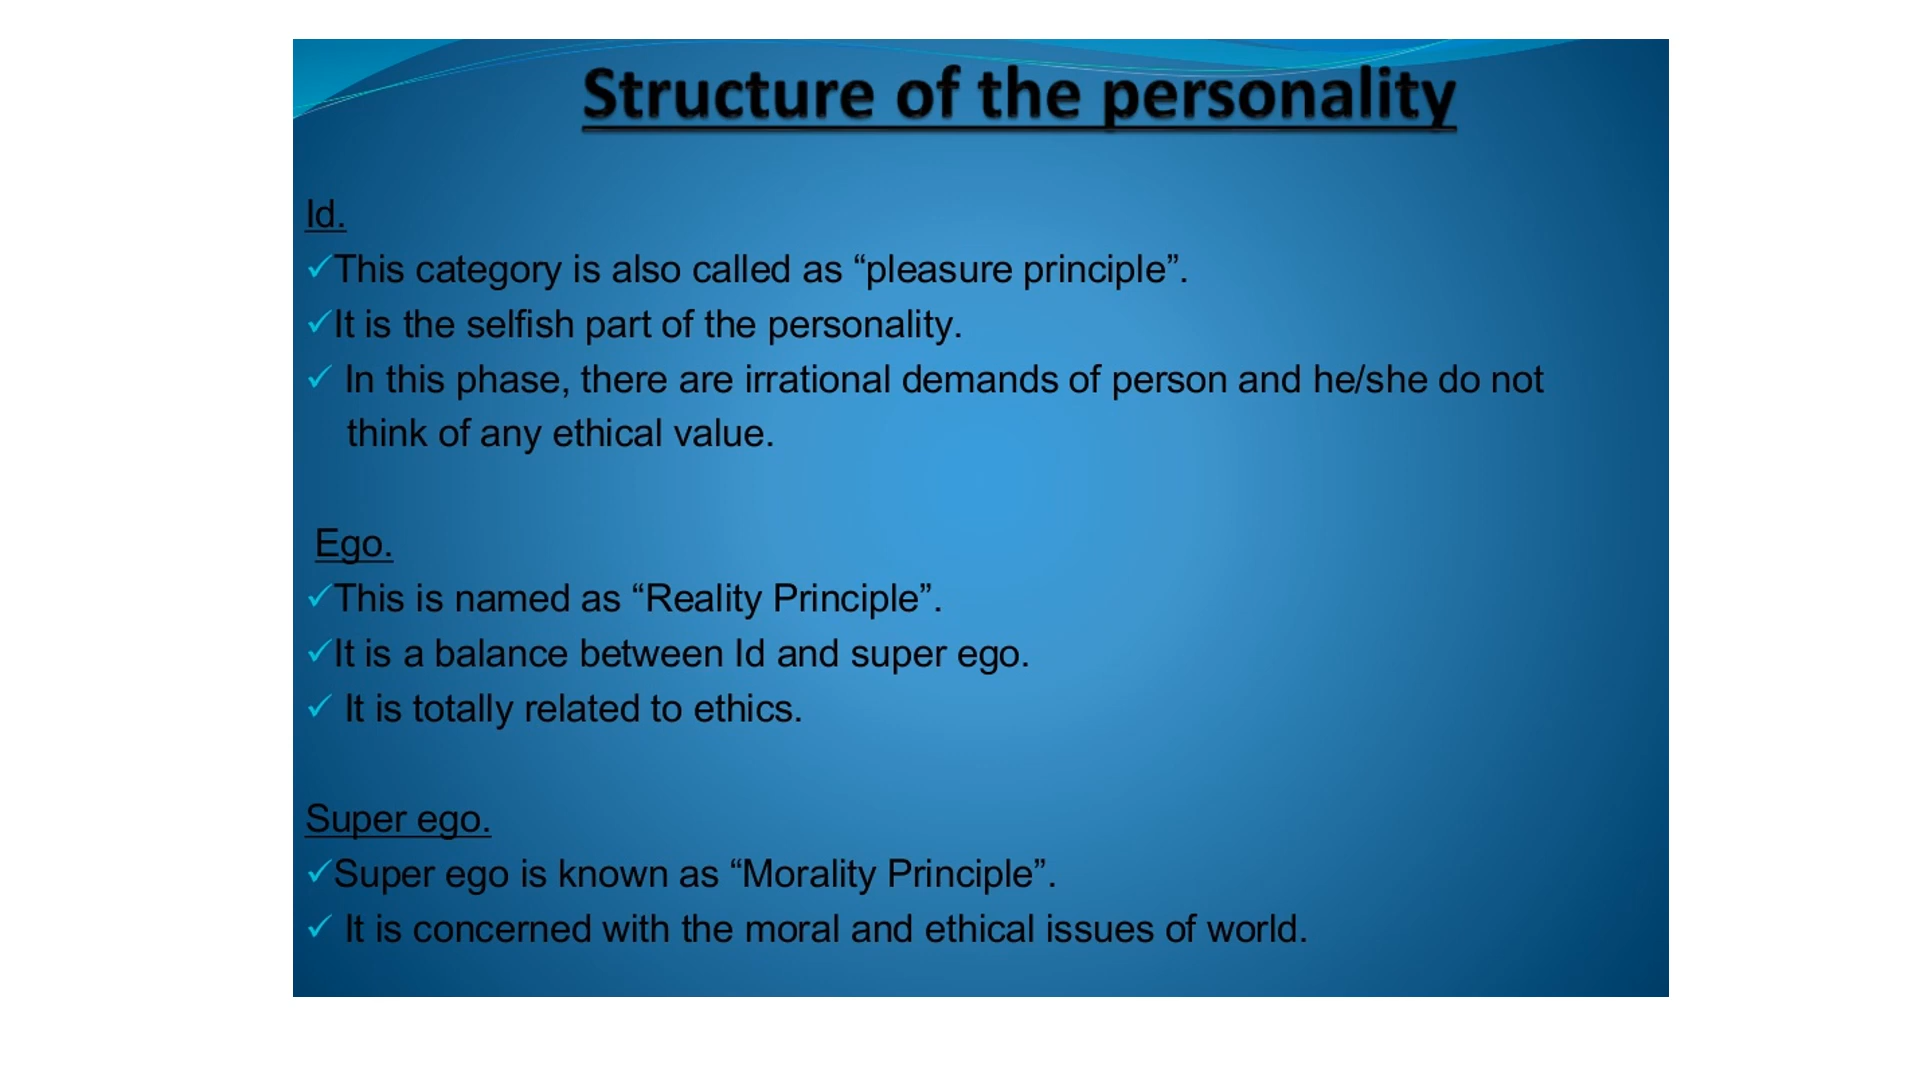 Structure of the personality
Id.
✓This category is also called as “pleasure principle”.
✓It is the selfish part of the personality.
✓ In this phase, there are irrational demands of person and he/she do not
think of any ethical value.
Ego.
✓This is named as “Reality Principle”.
✓It is a balance between Id and super ego.
✓ It is totally related to ethics.
Super ego.
✓Super ego is known as “Morality Principle”.
✓ It is concerned with the moral and ethical issues of world.